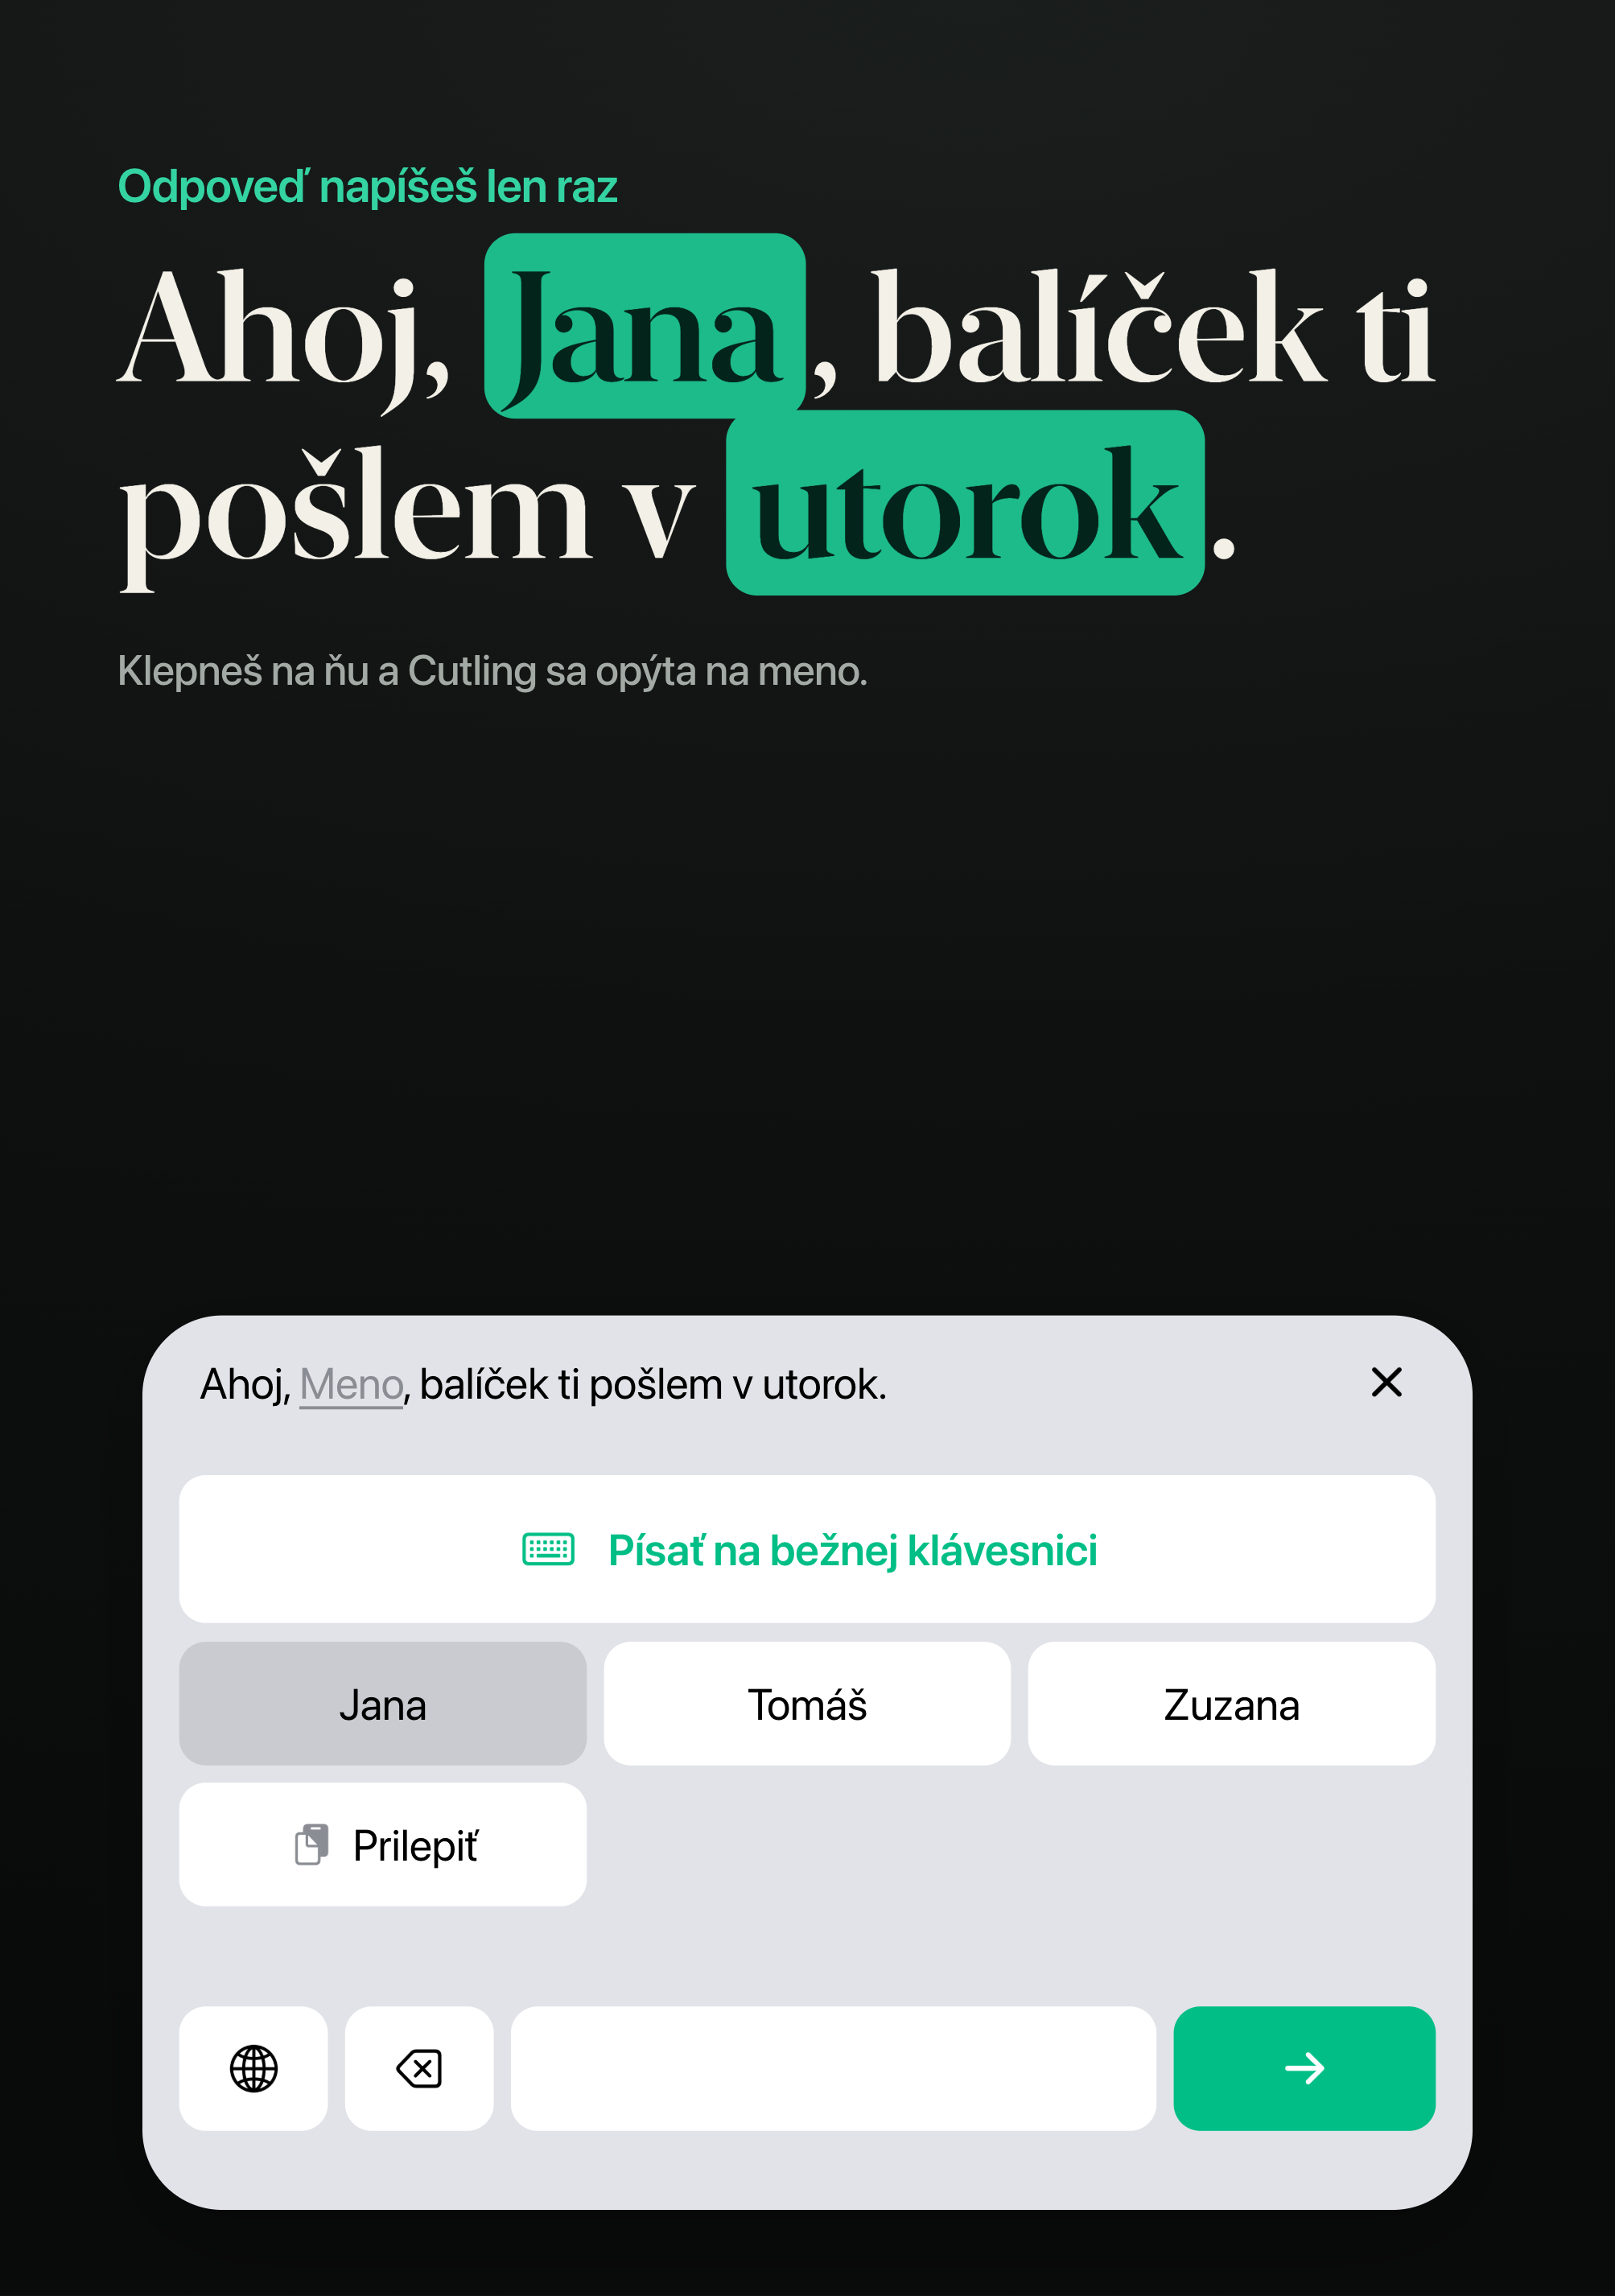 Odpoveď napíšeš len raz
Ahoj, Jana, balíček ti
pošlem v utorok.
Klepneš na ňu a Cutling sa opýta na meno.
Ahoj, Meno, balíček ti pošlem v utorok.
Písať na bežnej klávesnici
Jana Tomáš Zuzana
Prilepiť